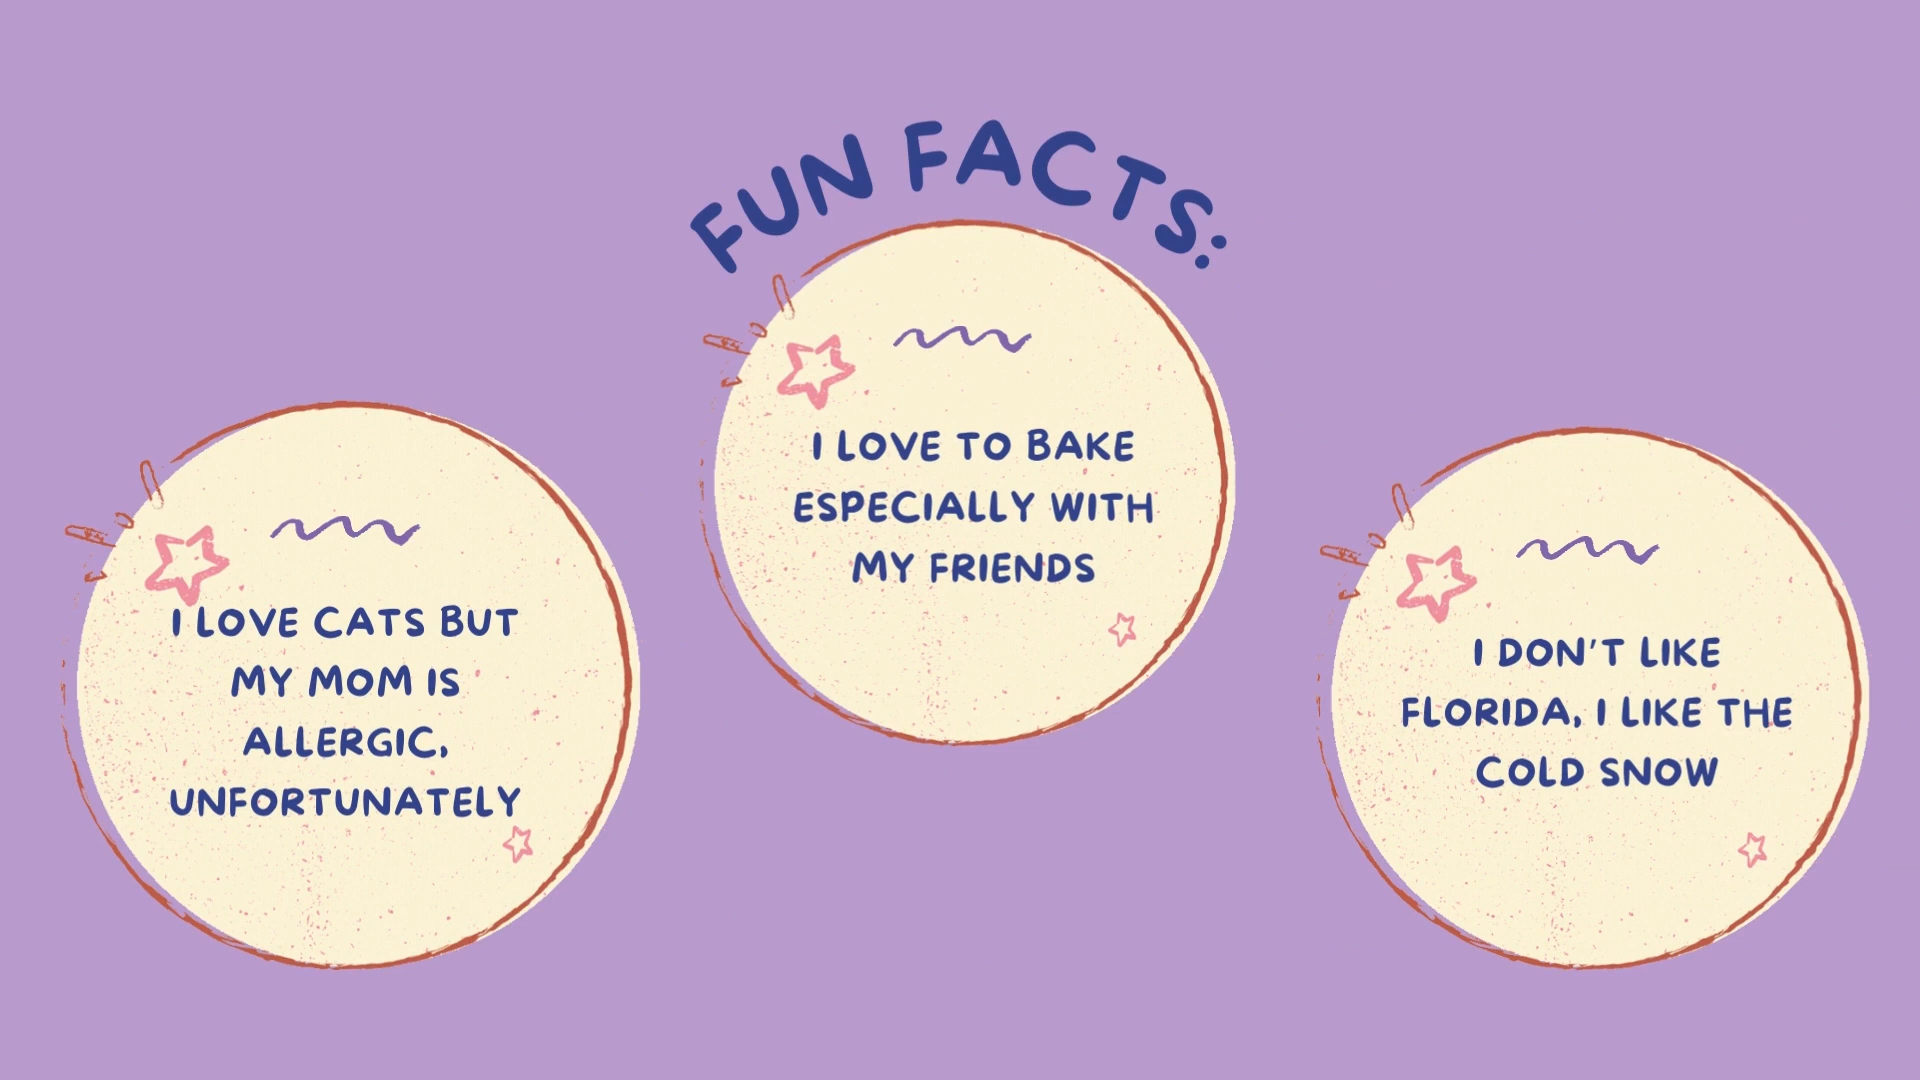 FUN FACTS:
I LOVE CATS BUT
MY MOM IS
ALLERGIC,
UNFORTUNATELY
I LOVE TO BAKE
ESPECIALLY WITH
MY FRIENDS
I DON'T LIKE
FLORIDA, I LIKE THE
COLD SNOW